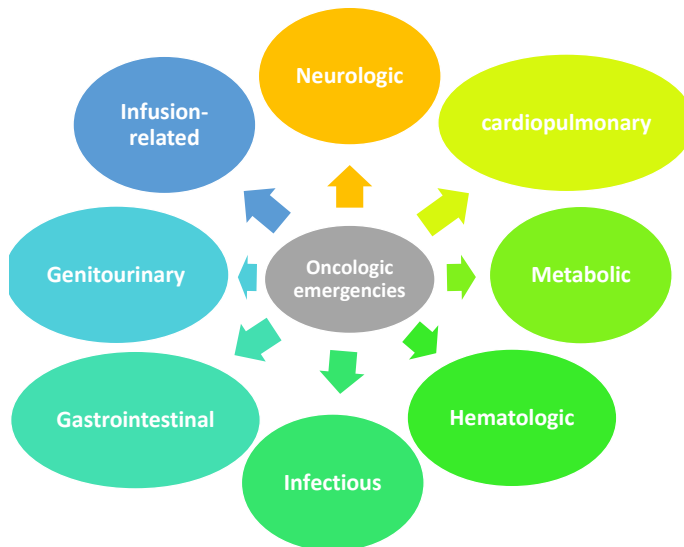 Neurologic
cardiopulmonary
Metabolic
Hematologic
Infectious
Gastrointestinal
Genitourinary
Infusion-
related
Oncologic
emergencies